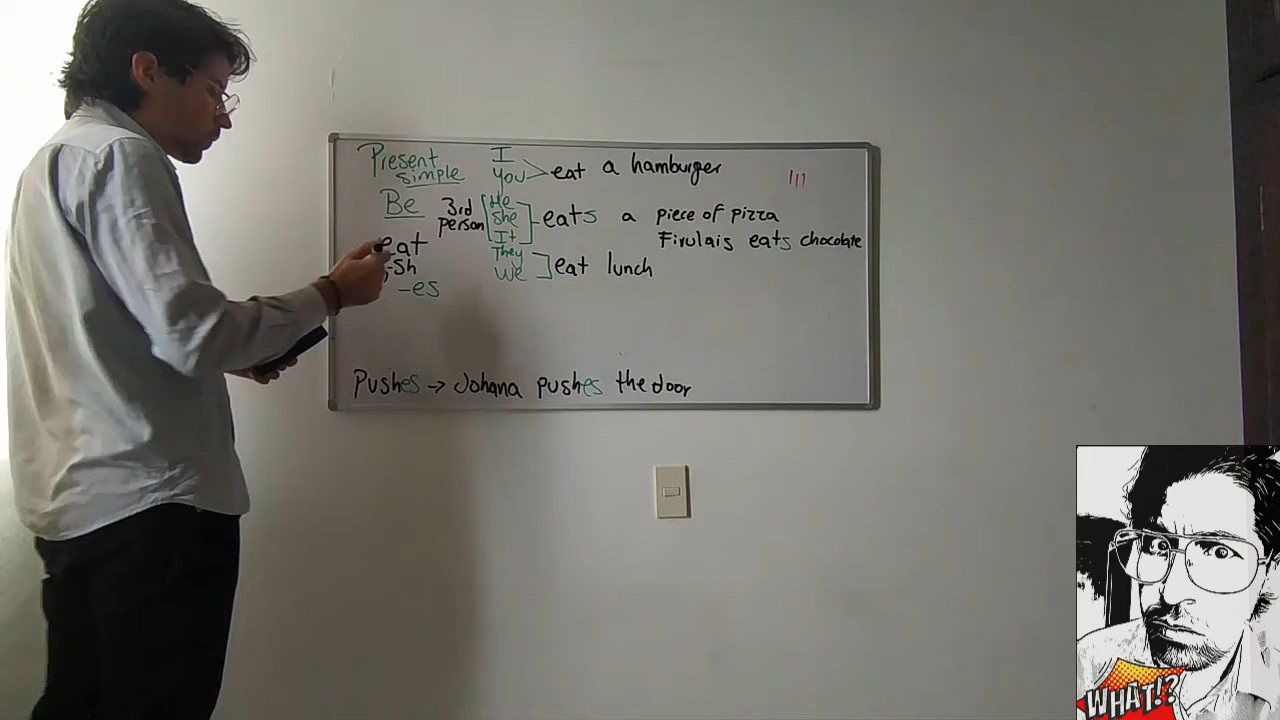 Present simple
Be
eat
-sh
-es
I
you
eat a hamburger
3rd person
He
She
It
eats a piece of pizza
Firulais eats chocolate
They
We
eat lunch
Pushes → Johana pushes the door
WHAT!?